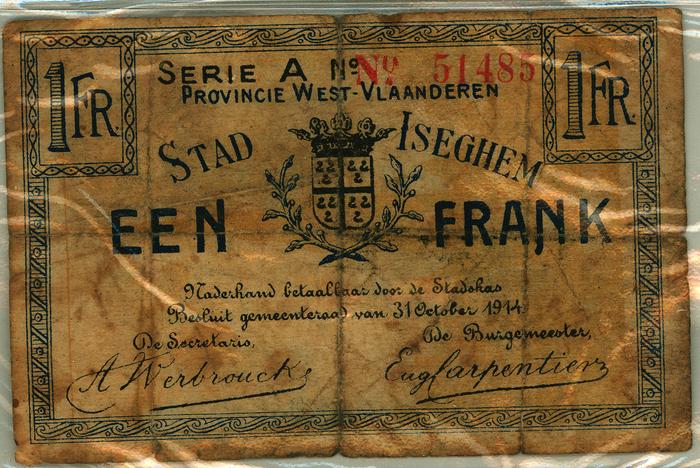 1 FR.
SERIE A Nº Nº 51485
1 FR.
PROVINCIE WEST-VLAANDEREN
STAD ISEGHEM
EEN FRANK
Naderhand betaalbaar door de Stadskas
Besluit gemeenteraad van 31 October 1914.
De Secretaris, De Burgemeester,
A Werbrouck Eug Carpentier